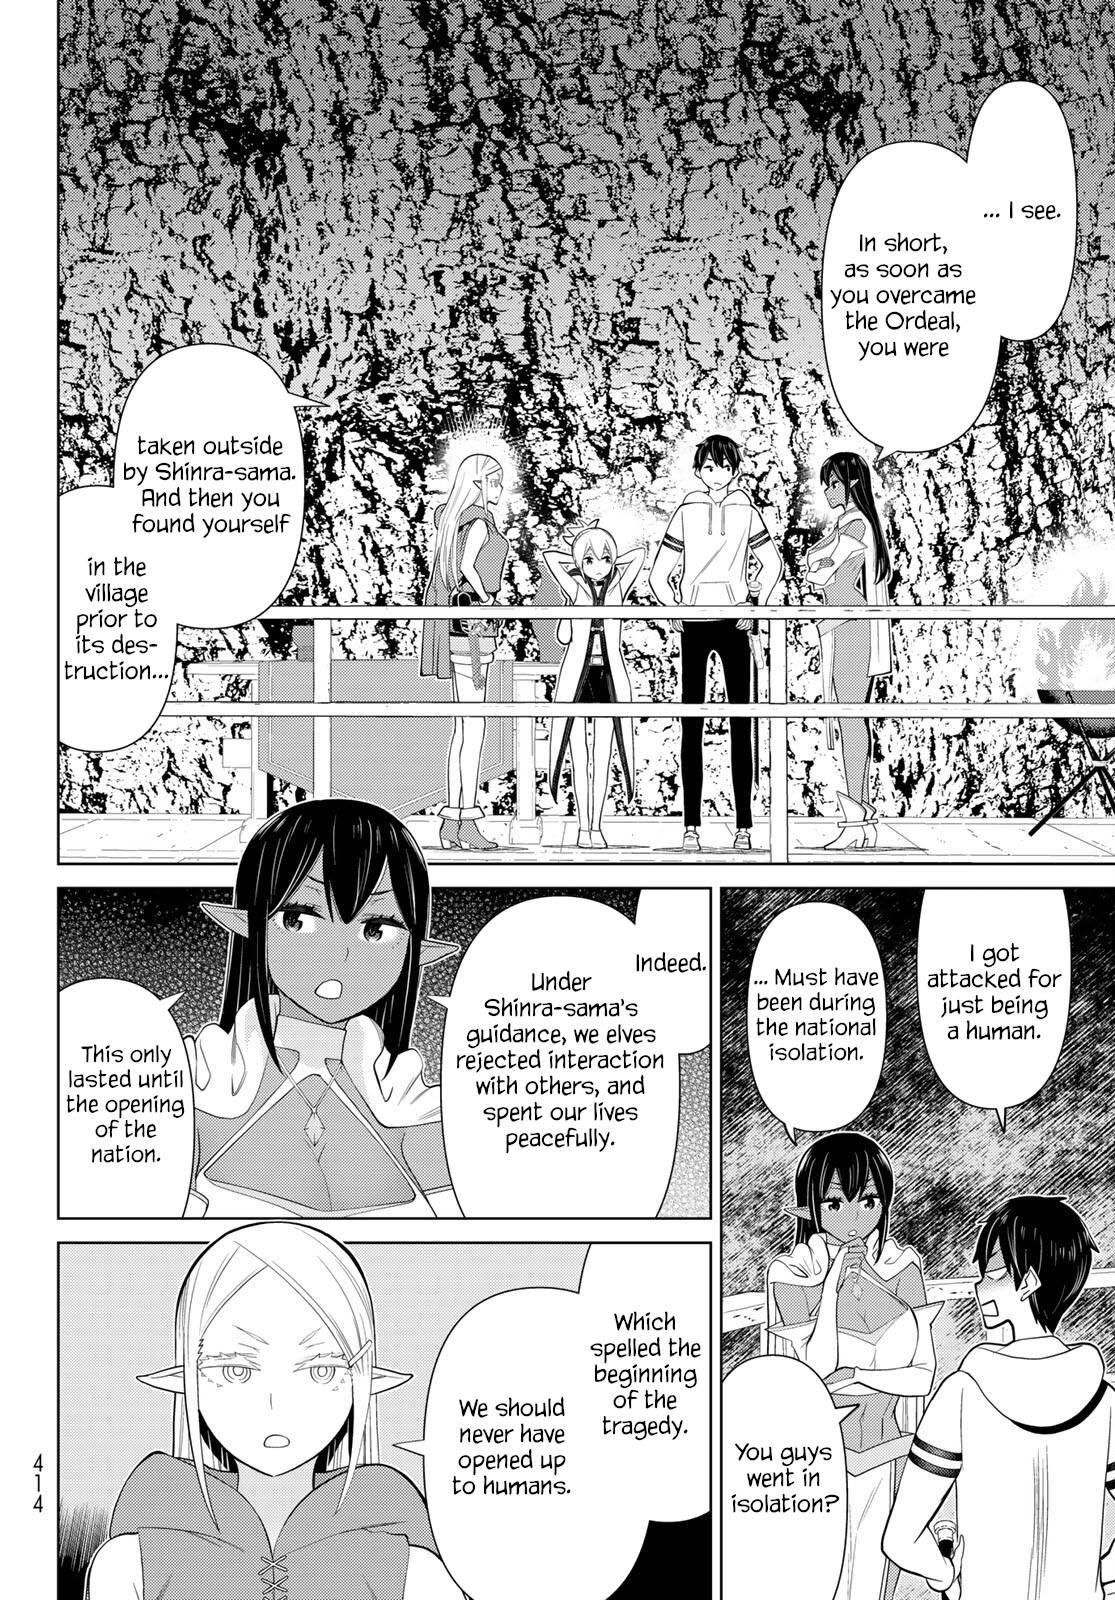 ... I see.
In short,
as soon as
you overcame
the Ordeal,
you were
taken outside
by Shinra-sama.
And then you
found yourself
in the
village
prior to
its des-
truction...
I got
attacked for
just being
a human.
... Must have
been during
the national
isolation.
You guys
went in
isolation?
Indeed.
Under
Shinra-sama's
guidance, we elves
rejected interaction
with others, and
spent our lives
peacefully.
This only
lasted until
the opening
of the
nation.
Which
spelled the
beginning
of the
tragedy.
We should
never have
opened up
to humans.
414